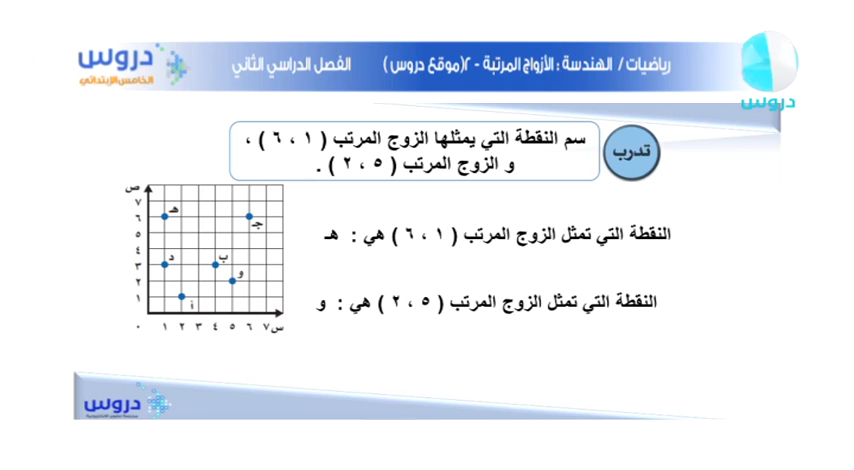 رياضيات/ الهندسة : الأزواج المرتبة - ٢(موقع دروس )
الفصل الدراسي الثاني
دروس
الخامس الإبتدائي
دروس
تدرب
سم النقطة التي يمثلها الزوج المرتب ( ١ ، ٦ ) ،
و الزوج المرتب ( ٥ ، ٢ ) .
النقطة التي تمثل الزوج المرتب ( ١ ، ٦ ) هي : هـ
النقطة التي تمثل الزوج المرتب ( ٥ ، ٢ ) هي : و
ص
٧
٦
٥
٤
٣
٢
١
هـ
جـ
د
ب
و
أ
٠ ١ ٢ ٣ ٤ ٥ ٦ ٧ س
دروس